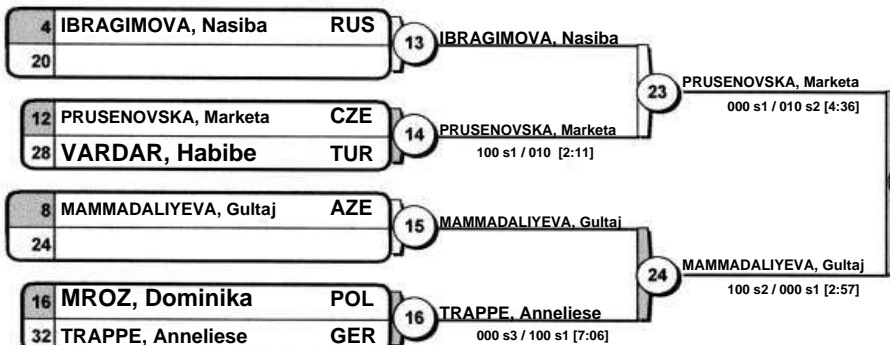 4 IBRAGIMOVA, Nasiba RUS
20
13 IBRAGIMOVA, Nasiba
12 PRUSENOVSKA, Marketa CZE
28 VARDAR, Habibe TUR
14 PRUSENOVSKA, Marketa
100 s1 / 010 [2:11]
23 PRUSENOVSKA, Marketa
000 s1 / 010 s2 [4:36]
8 MAMMADALIYEVA, Gultaj AZE
24
15 MAMMADALIYEVA, Gultaj
16 MROZ, Dominika POL
32 TRAPPE, Anneliese GER
16 TRAPPE, Anneliese
000 s3 / 100 s1 [7:06]
24 MAMMADALIYEVA, Gultaj
100 s2 / 000 s1 [2:57]